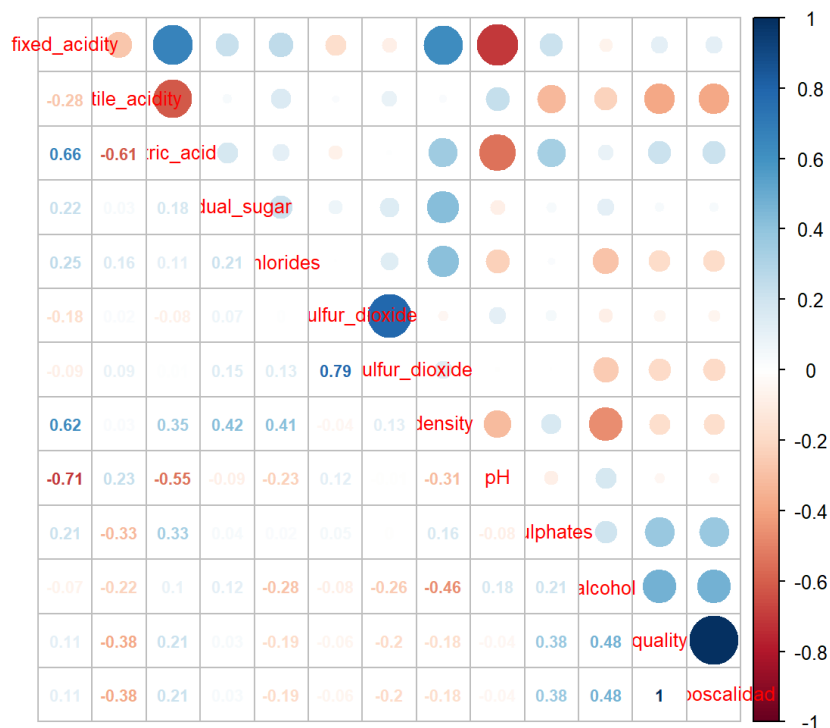 fixed_acidity
-0.28 tile_acidity
0.66 -0.61 tric_acid
0.22 0.03 0.18 dual_sugar
0.25 0.16 0.11 0.21 hlorides
-0.18 0.02 -0.08 0.07 ulfur_dioxide
-0.09 0.09 0.15 0.13 0.79 ulfur_dioxide
0.62 0.03 0.35 0.42 0.41 -0.04 0.13 density
-0.71 0.23 -0.55 -0.09 -0.23 0.12 -0.31 pH
0.21 -0.33 0.33 0.04 0.02 0.05 0.16 -0.08 ulphates
-0.07 -0.22 0.1 0.12 -0.28 -0.08 -0.26 -0.46 0.18 0.21 alcohol
0.11 -0.38 0.21 0.03 -0.19 -0.06 -0.2 -0.18 -0.04 0.38 0.48 quality
0.11 -0.38 0.21 0.03 -0.19 -0.06 -0.2 -0.18 -0.04 0.38 0.48 1 ooscalidad
1
0.8
0.6
0.4
0.2
0
-0.2
-0.4
-0.6
-0.8
-1